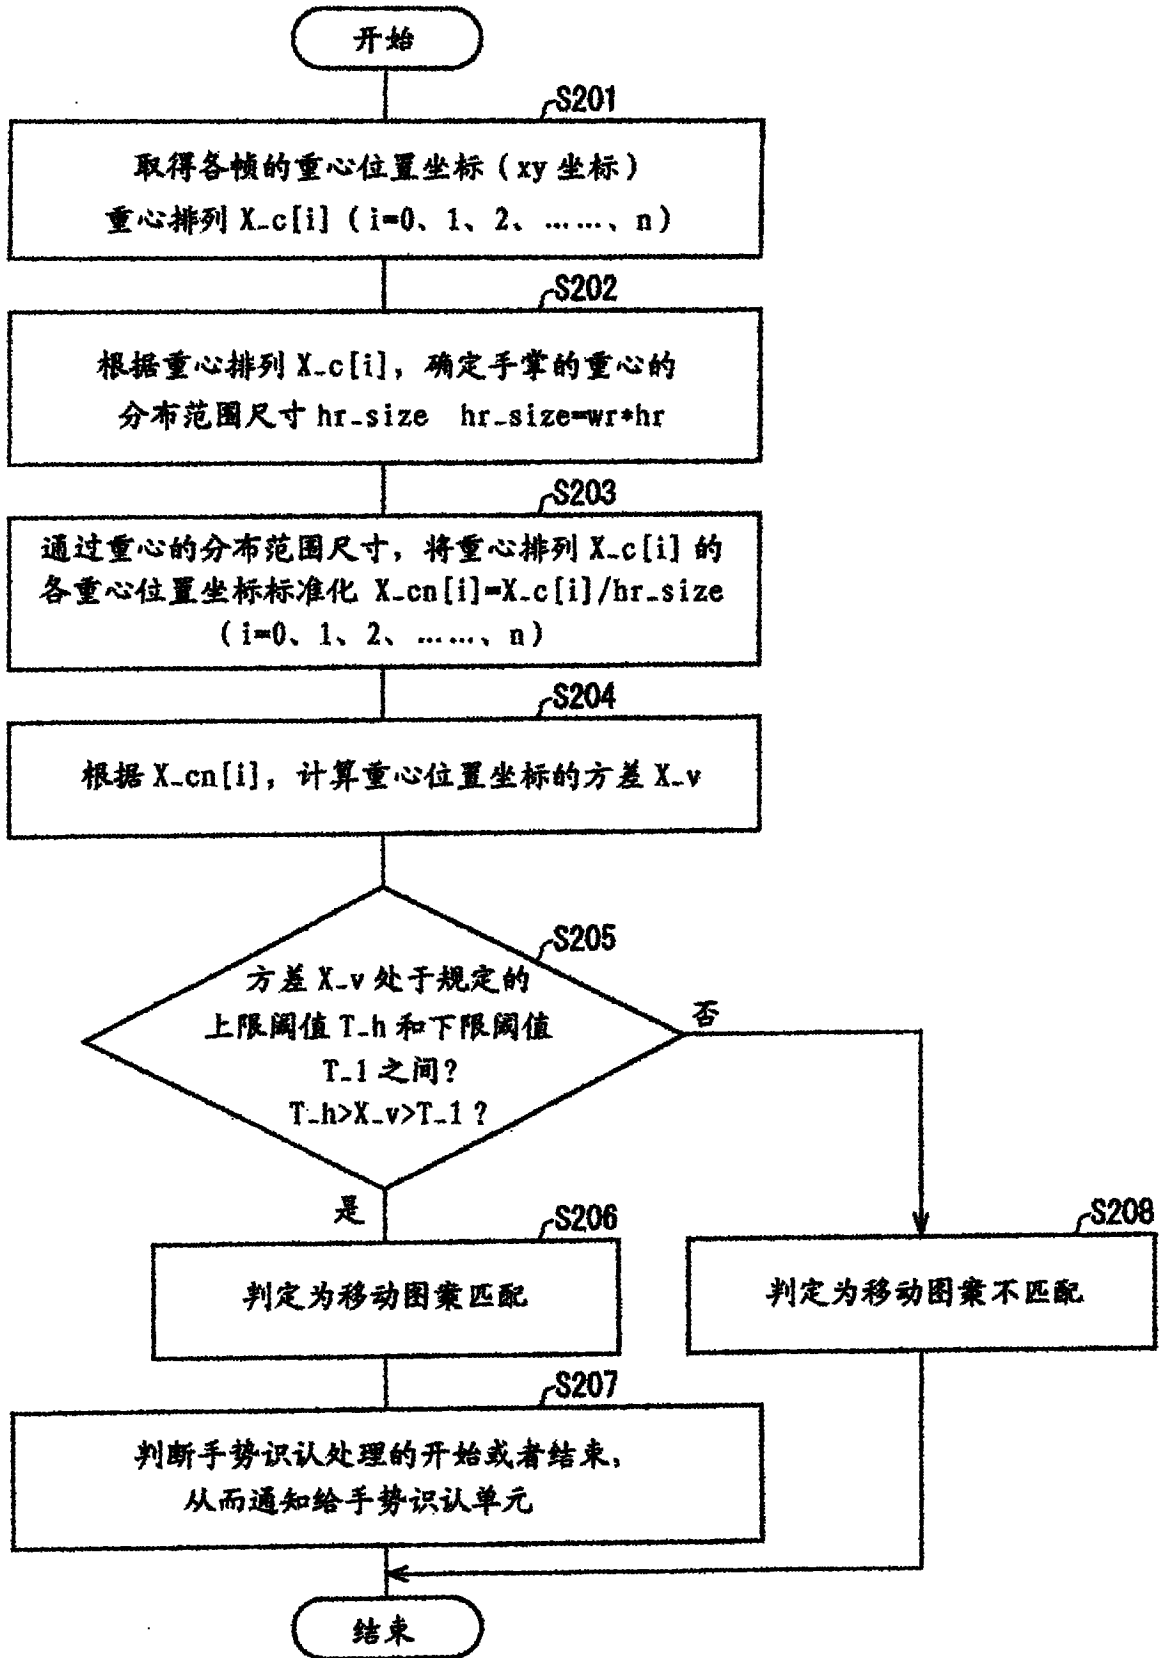 开始
S201
取得各帧的重心位置坐标（xy 坐标）
重心排列 X_c[i]（i=0、1、2、……、n）
S202
根据重心排列 X_c[i]，确定手掌的重心的
分布范围尺寸 hr_size hr_size=wr*hr
S203
通过重心的分布范围尺寸，将重心排列 X_c[i] 的
各重心位置坐标标准化 X_cn[i]=X_c[i]/hr_size
（i=0、1、2、……、n）
S204
根据 X_cn[i]，计算重心位置坐标的方差 X_v
S205
方差 X_v 处于规定的
上限阈值 T_h 和下限阈值
T_1 之间？
T_h>X_v>T_1？
否
是
S206
判定为移动图案匹配
S208
判定为移动图案不匹配
S207
判断手势识认处理的开始或者结束，
从而通知给手势识认单元
结束